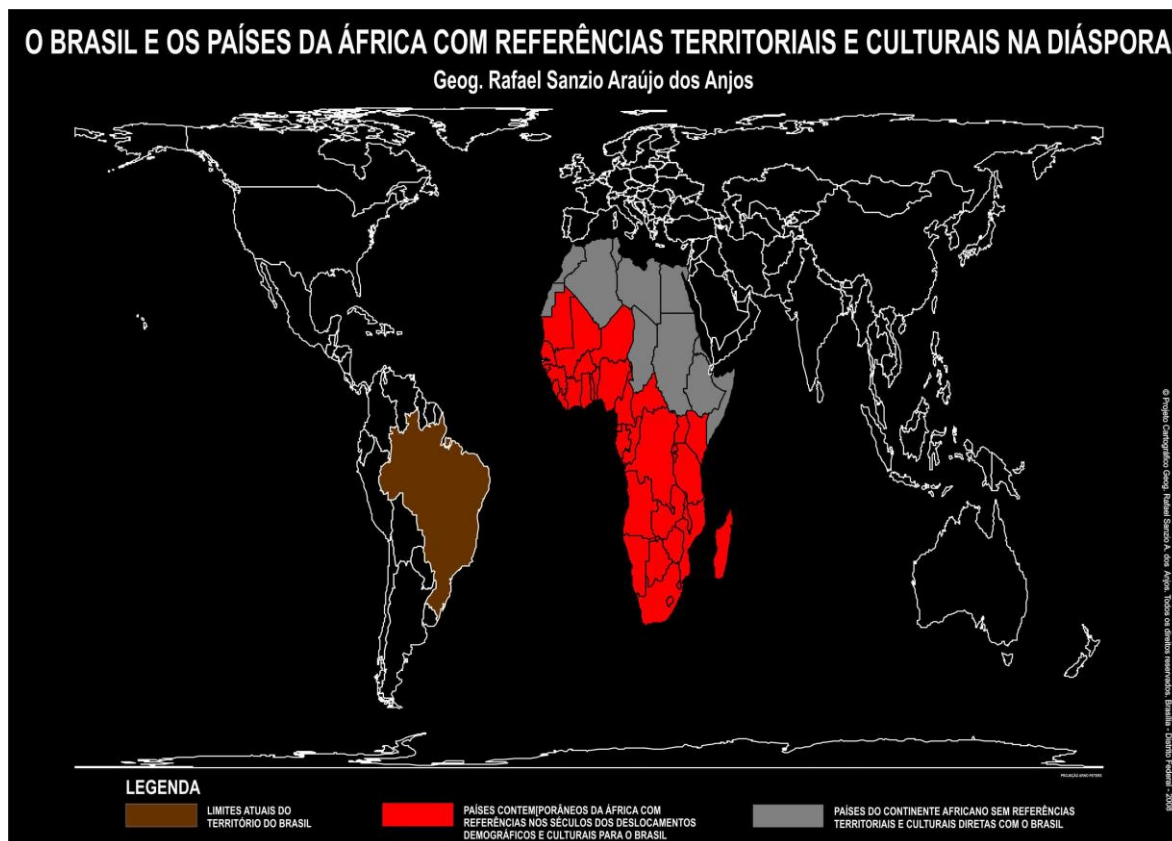 O BRASIL E OS PAÍSES DA ÁFRICA COM REFERÊNCIAS TERRITORIAIS E CULTURAIS NA DIÁSPORA
Geog. Rafael Sanzio Araújo dos Anjos
© Projeto Cartográfico Geog. Rafael Sanzio A. dos Anjos. Todos os direitos reservados. Brasília - Distrito Federal - 2008
PROJEÇÃO ARNO PETERS
LEGENDA
LIMITES ATUAIS DO
TERRITÓRIO DO BRASIL
PAÍSES CONTEM[PORÂNEOS DA ÁFRICA COM
REFERÊNCIAS NOS SÉCULOS DOS DESLOCAMENTOS
DEMOGRÁFICOS E CULTURAIS PARA O BRASIL
PAÍSES DO CONTINENTE AFRICANO SEM REFERÊNCIAS
TERRITORIAIS E CULTURAIS DIRETAS COM O BRASIL